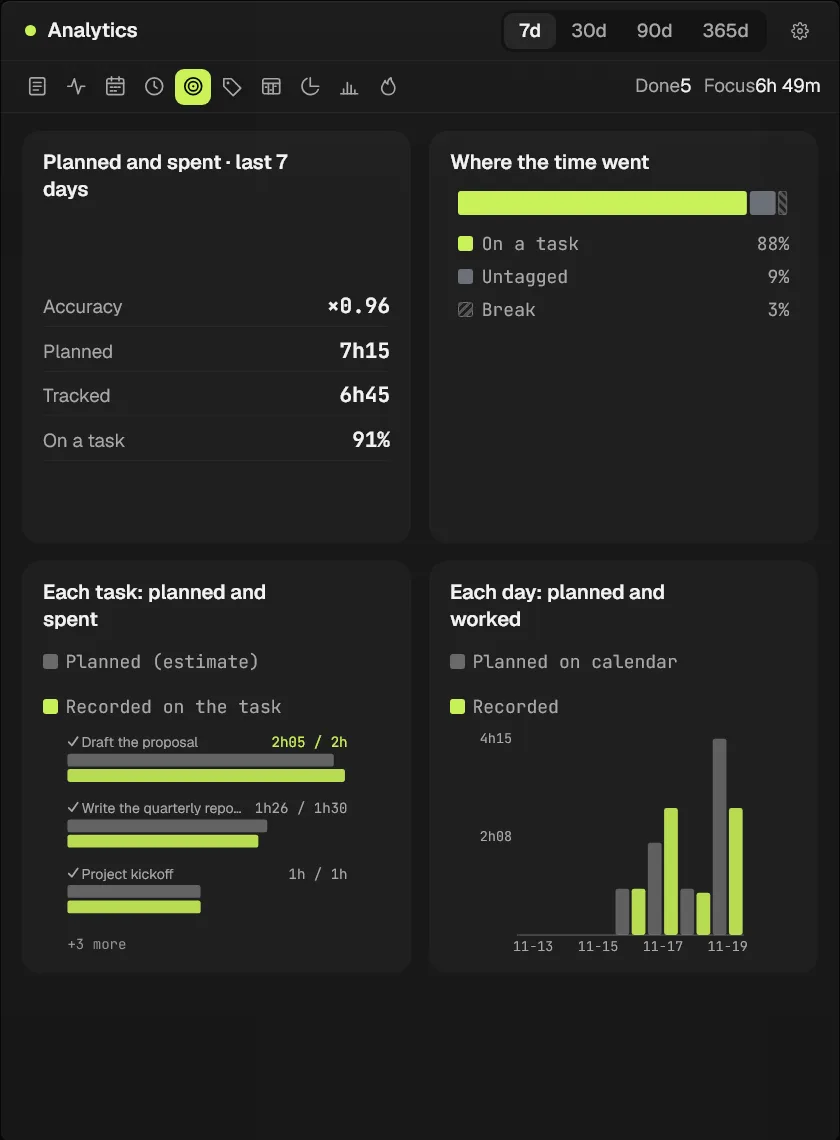 Analytics
7d 30d 90d 365d
Done5 Focus6h 49m
Planned and spent · last 7
days
Accuracy ×0.96
Planned 7h15
Tracked 6h45
On a task 91%
Where the time went
On a task 88%
Untagged 9%
Break 3%
Each task: planned and
spent
Planned (estimate)
Recorded on the task
Draft the proposal 2h05 / 2h
Write the quarterly repo… 1h26 / 1h30
Project kickoff 1h / 1h
+3 more
Each day: planned and
worked
Planned on calendar
Recorded
4h15
2h08
11-13 11-15 11-17 11-19